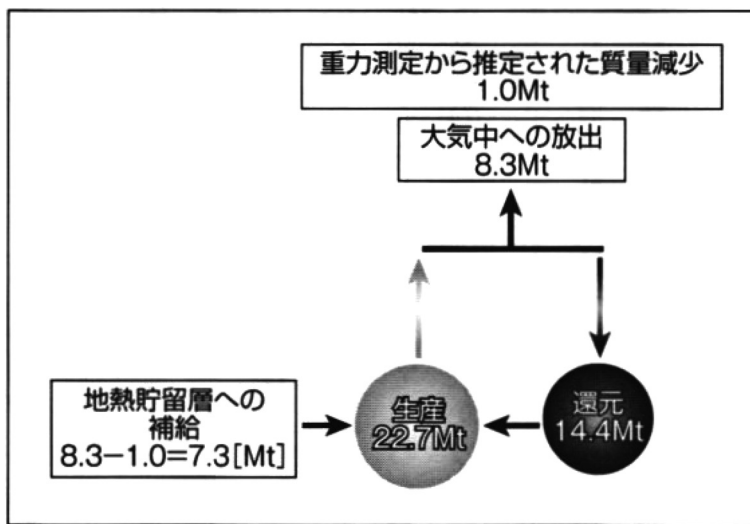 重力測定から推定された質量減少
1.0Mt
大気中への放出
8.3Mt
地熱貯留層への
補給
8.3−1.0=7.3[Mt]
生産
22.7Mt
還元
14.4Mt